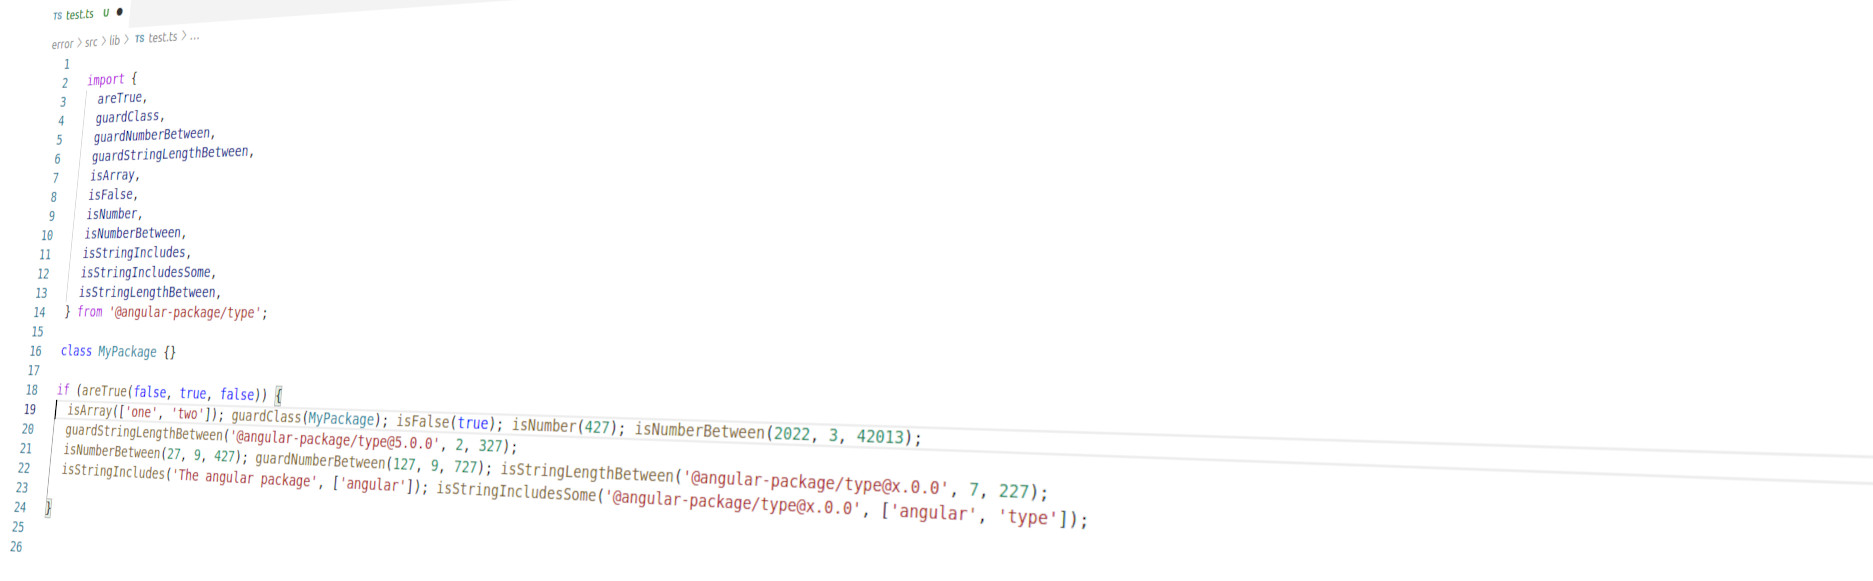 TS test.ts U ●
error > src > lib > TS test.ts > ...
1
2 import {
3 areTrue,
4 guardClass,
5 guardNumberBetween,
6 guardStringLengthBetween,
7 isArray,
8 isFalse,
9 isNumber,
10 isNumberBetween,
11 isStringIncludes,
12 isStringIncludesSome,
13 isStringLengthBetween,
14 } from '@angular-package/type';
15
16 class MyPackage {}
17
18 if (areTrue(false, true, false)) {
19 isArray(['one', 'two']); guardClass(MyPackage); isFalse(true); isNumber(427); isNumberBetween(2022, 3, 42013);
20 guardStringLengthBetween('@angular-package/type@5.0.0', 2, 327);
21 isNumberBetween(27, 9, 427); guardNumberBetween(127, 9, 727); isStringLengthBetween('@angular-package/type@x.0.0', 7, 227);
22 isStringIncludes('The angular package', ['angular']); isStringIncludesSome('@angular-package/type@x.0.0', ['angular', 'type']);
23
24 }
25
26